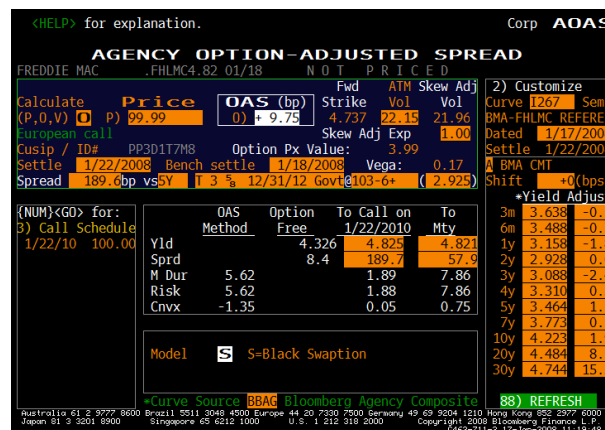 <HELP> for explanation. Corp AOAS
AGENCY OPTION-ADJUSTED SPREAD
FREDDIE MAC .FHLMC4.82 01/18 NOT PRICED
Fwd ATM Skew Adj 2) Customize
Calculate Price OAS (bp) Strike Vol Vol Curve I267 Sem
(P,O,V) O P) 99.99 O) + 9.75 4.737 22.15 21.96 BMA-FHLMC REFERE
European call Skew Adj Exp 1.00 Dated 1/17/200
Cusip / ID# PP3D1T7M8 Option Px Value: 3.99 Settle 1/22/200
Settle 1/22/2008 Bench settle 1/18/2008 Vega: 0.17 A BMA CMT
Spread 189.6bp vs 5Y T 3 5/8 12/31/12 Govt@103-6+ ( 2.925) Shift +0(bps
*Yield Adjus
{NUM}<GO> for: OAS Option To Call on To 3m 3.638 -0.
3) Call Schedule Method Free 1/22/2010 Mty 6m 3.488 -0.
1/22/10 100.00 Yld 4.326 4.825 4.821 1y 3.158 -1.
Sprd 8.4 189.7 57.9 2y 2.928 0.
M Dur 5.62 1.89 7.86 3y 3.088 -2.
Risk 5.62 1.88 7.86 4y 3.310 0.
Cnvx -1.35 0.05 0.75 5y 3.464 1.
7y 3.773 0.
10y 4.223 1.
Model S S=Black Swaption 20y 4.484 8.
30y 4.744 15.
*Curve Source BBAG Bloomberg Agency Composite 88) REFRESH
Australia 61 2 9777 8600 Brazil 5511 3048 4500 Europe 44 20 7330 7500 Germany 49 69 9204 1210 Hong Kong 852 2977 6000
Japan 81 3 3201 8900 Singapore 65 6212 1000 U.S. 1 212 318 2000 Copyright 2008 Bloomberg Finance L.P.
17-Jan-2008